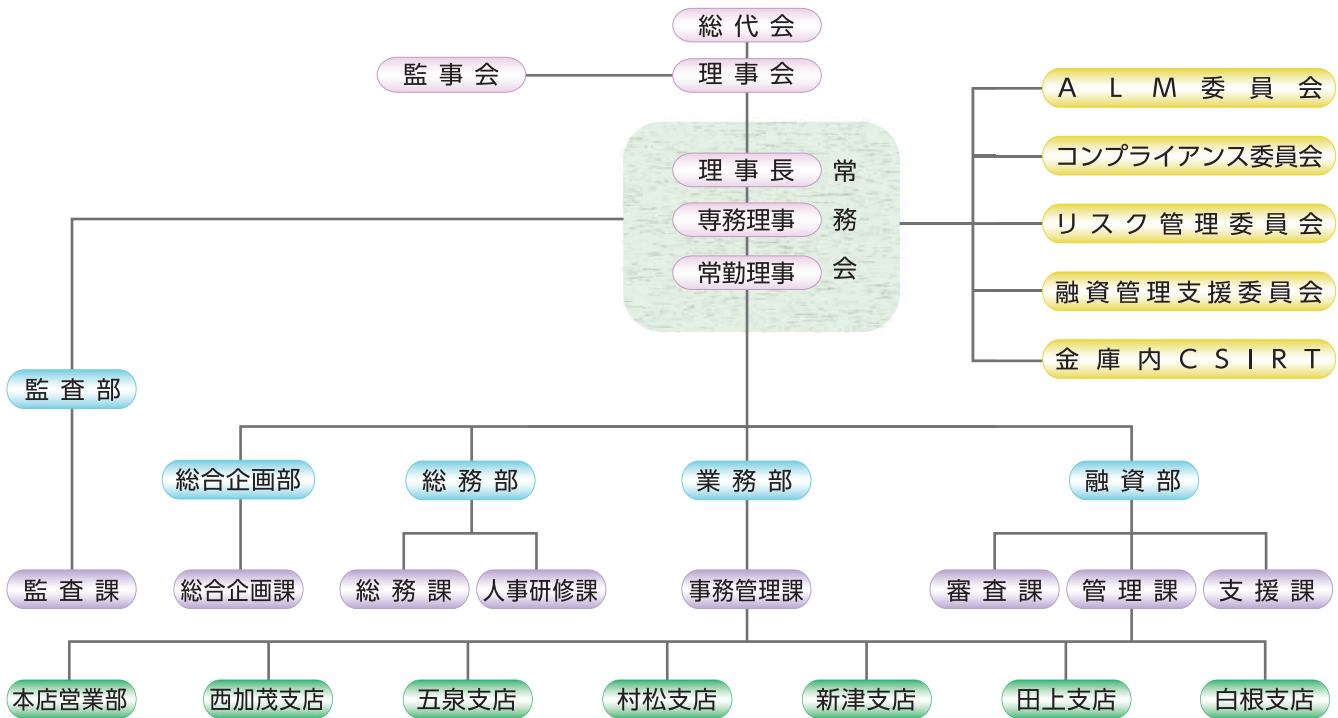 総代会
監事会
理事会
理事長
専務理事
常勤理事
常務会
ALM委員会
コンプライアンス委員会
リスク管理委員会
融資管理支援委員会
金庫内CSIRT
監査部
総合企画部
総務部
業務部
融資部
監査課
総合企画課
総務課
人事研修課
事務管理課
審査課
管理課
支援課
本店営業部
西加茂支店
五泉支店
村松支店
新津支店
田上支店
白根支店